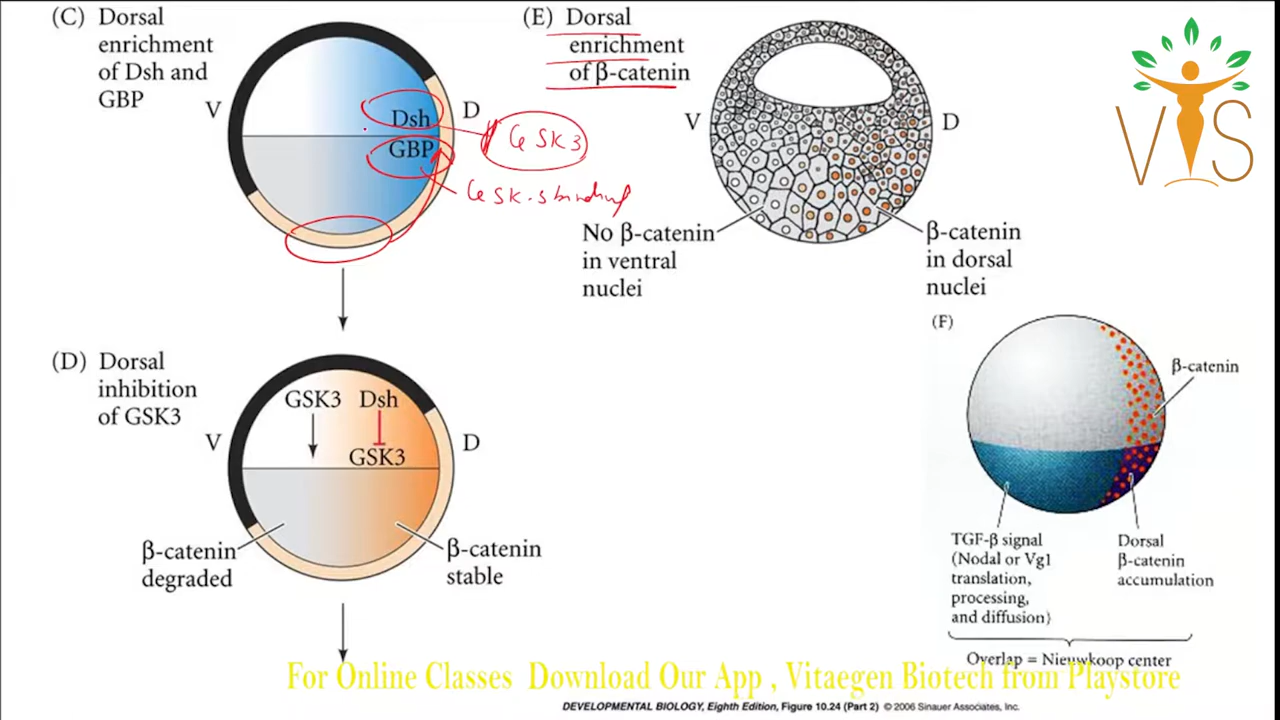 (C) Dorsal
enrichment
of Dsh and
GBP
V
D
Dsh
GBP
GSK3
GSK-3 binding
(D) Dorsal
inhibition
of GSK3
V
D
GSK3 Dsh
GSK3
β-catenin
degraded
β-catenin
stable
(E) Dorsal
enrichment
of β-catenin
V
D
No β-catenin
in ventral
nuclei
β-catenin
in dorsal
nuclei
(F)
β-catenin
TGF-β signal
(Nodal or Vg1
translation,
processing,
and diffusion)
Dorsal
β-catenin
accumulation
Overlap = Nieuwkoop center
VIS
For Online Classes Download Our App , Vitaegen Biotech from Playstore
DEVELOPMENTAL BIOLOGY, Eighth Edition, Figure 10.24 (Part 2) © 2006 Sinauer Associates, Inc.